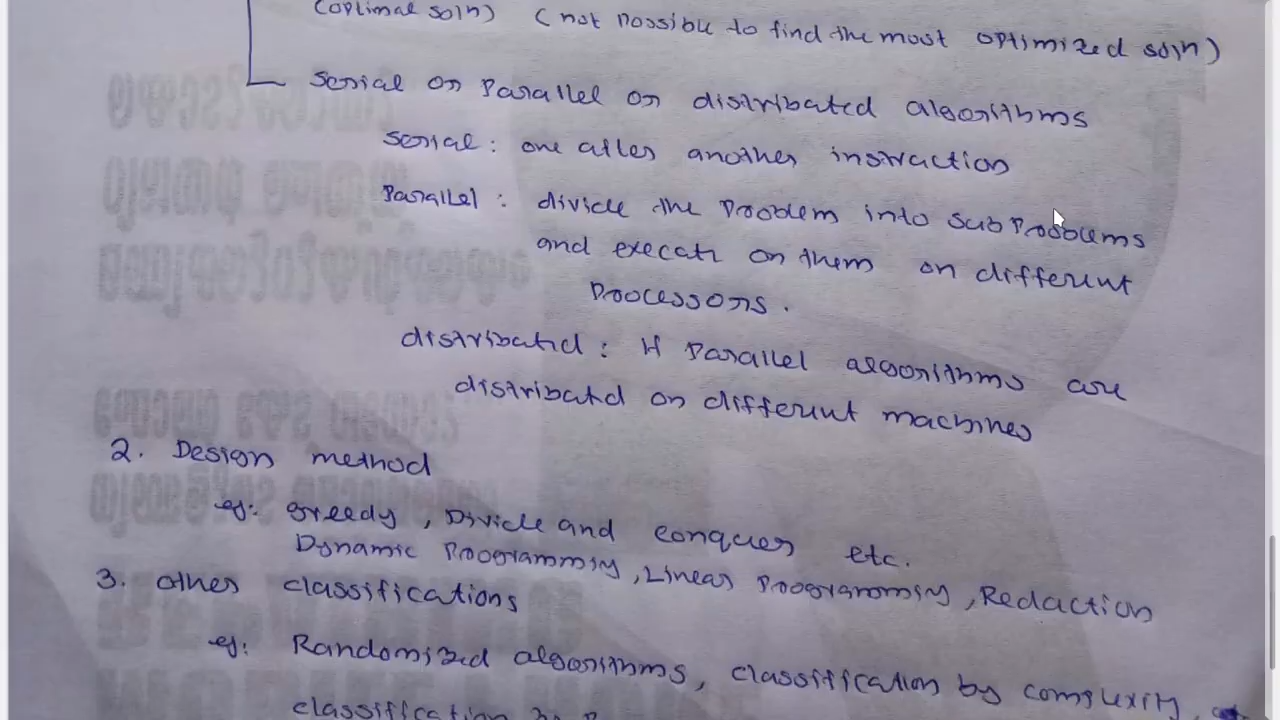 (optimal soln) (not possible to find the most optimized soln)
Serial or Parallel or distributed algorithms
Serial: one after another instruction
Parallel: divide the Problem into subProblems
and execute on them on different
Processors.
distributed: If Parallel algorithms are
distributed on different machines
2. Design method
eg: Greedy, Divide and conquer etc.
Dynamic Programming, Linear Programming, Reduction
3. Other classifications
eg: Randomized algorithms, classification by complexity,
classification by